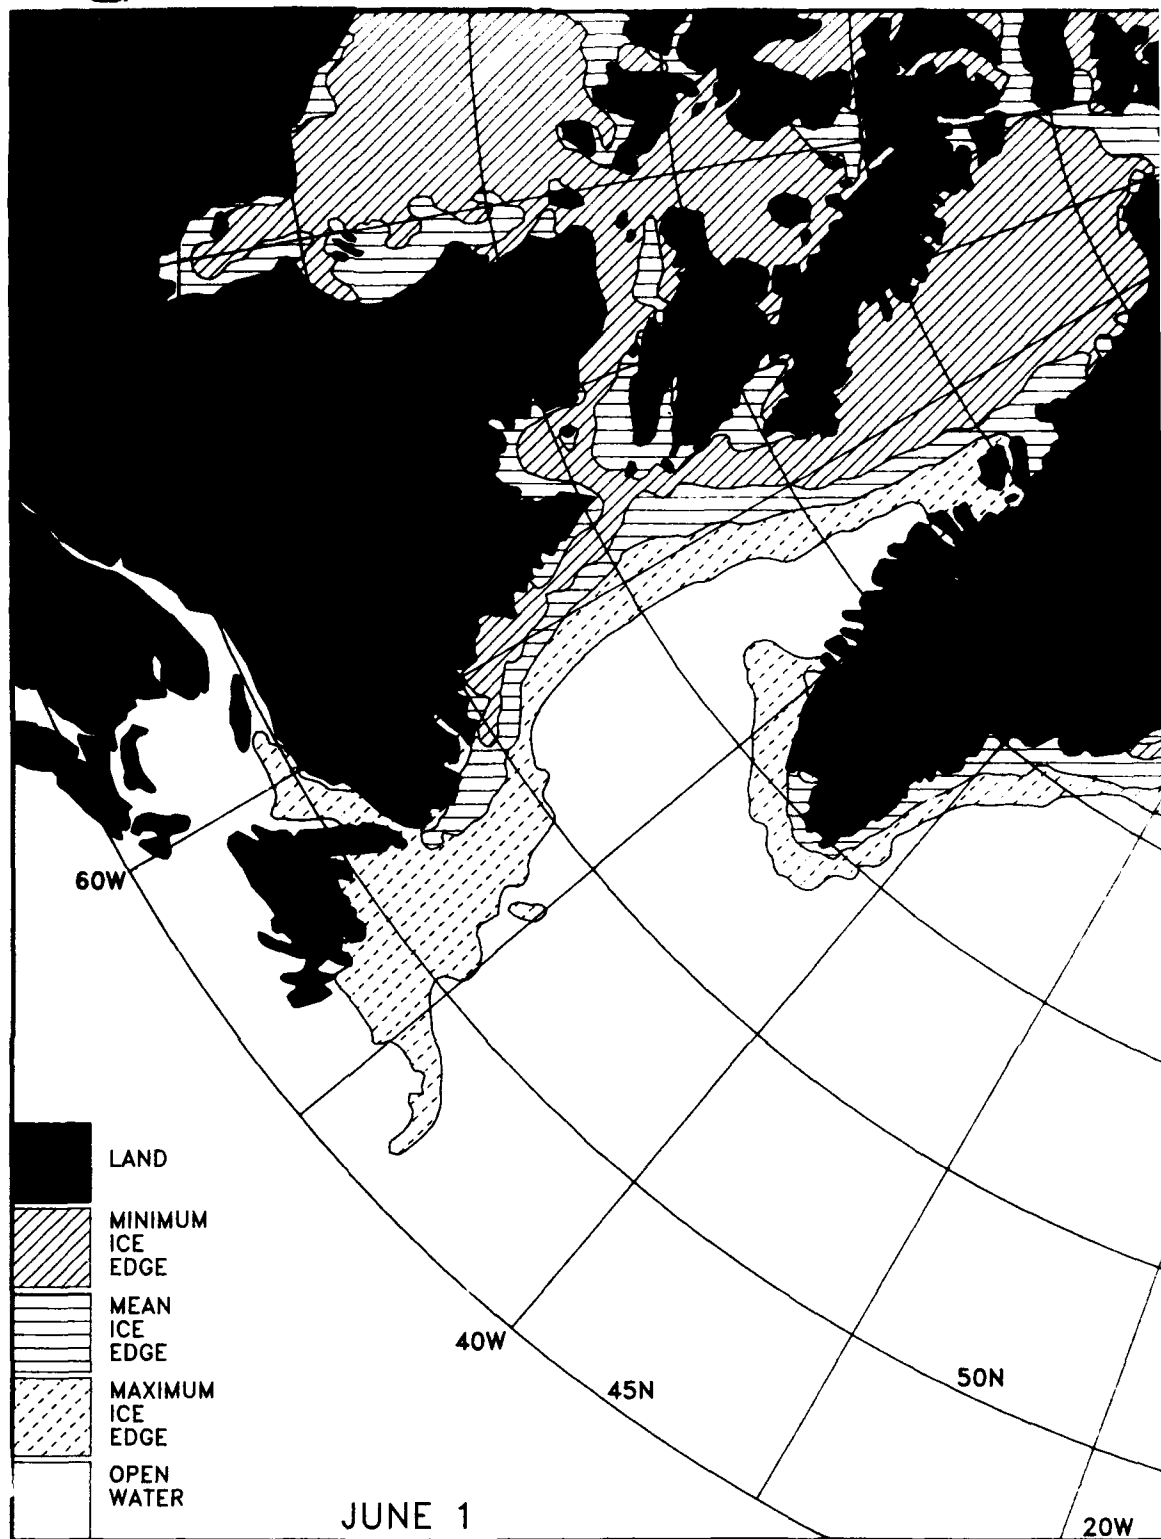 60W
LAND
MINIMUM
ICE
EDGE
MEAN
ICE
EDGE
MAXIMUM
ICE
EDGE
OPEN
WATER
40W
45N
50N
20W
JUNE 1